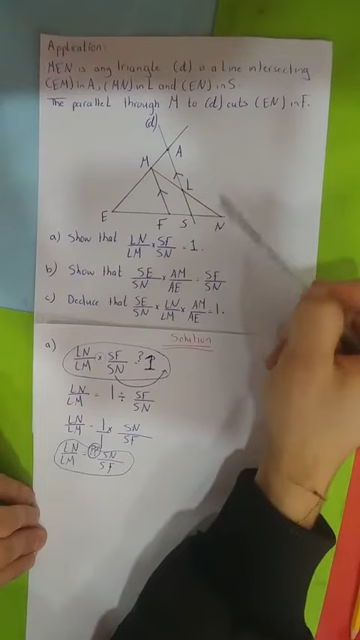 Application:
MEN is any triangle (d) is a line intersecting
(EM) in A, (MN) in L and (EN) in S.
The parallel through M to (d) cuts (EN) in F.
(d)
M
A
L
E
F
S
N
a) Show that LN/LM × SF/SN = 1.
b) Show that SE/SN × AM/AE = SF/SN
c) Deduce that SE/SN × LN/LM × AM/AE = 1.
Solution
a) LN/LM × SF/SN = 1
LN/LM = 1 ÷ SF/SN
LN/LM = 1/1 × SN/SF
LN/LM = SN/SF